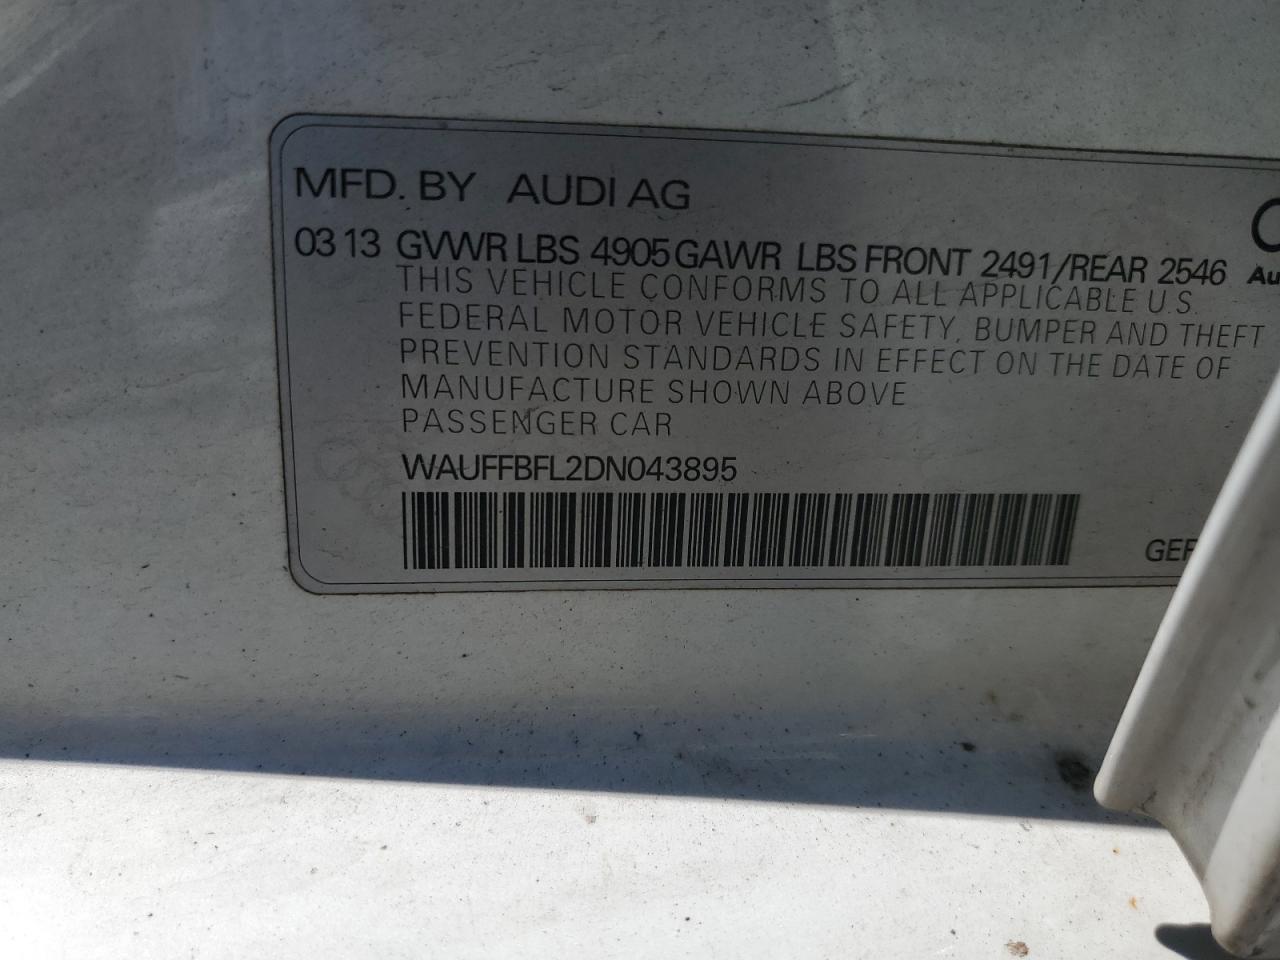 MFD. BY AUDI AG
03 13 GVWR LBS 4905 GAWR LBS FRONT 2491/REAR 2546
THIS VEHICLE CONFORMS TO ALL APPLICABLE U.S.
FEDERAL MOTOR VEHICLE SAFETY, BUMPER AND THEFT
PREVENTION STANDARDS IN EFFECT ON THE DATE OF
MANUFACTURE SHOWN ABOVE
PASSENGER CAR
WAUFFBFL2DN043895